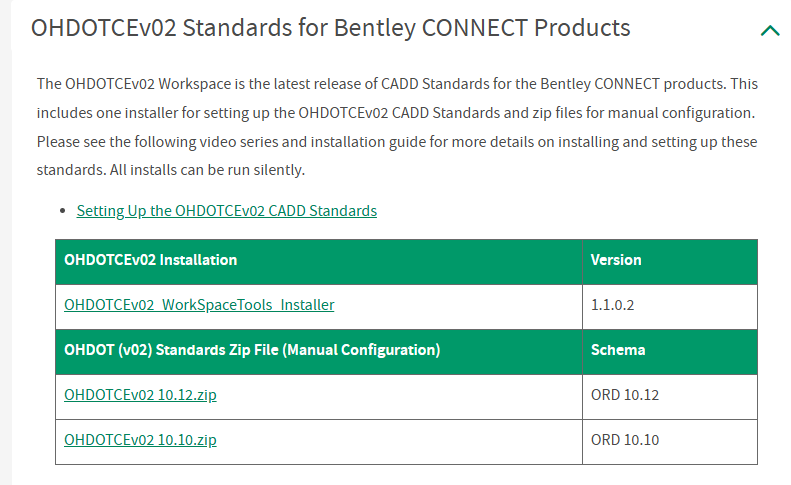 OHDOTCEv02 Standards for Bentley CONNECT Products
The OHDOTCEv02 Workspace is the latest release of CADD Standards for the Bentley CONNECT products. This
includes one installer for setting up the OHDOTCEv02 CADD Standards and zip files for manual configuration.
Please see the following video series and installation guide for more details on installing and setting up these
standards. All installs can be run silently.
• Setting Up the OHDOTCEv02 CADD Standards
OHDOTCEv02 Installation Version
OHDOTCEv02_WorkSpaceTools_Installer 1.1.0.2
OHDOT (v02) Standards Zip File (Manual Configuration) Schema
OHDOTCEv02 10.12.zip ORD 10.12
OHDOTCEv02 10.10.zip ORD 10.10